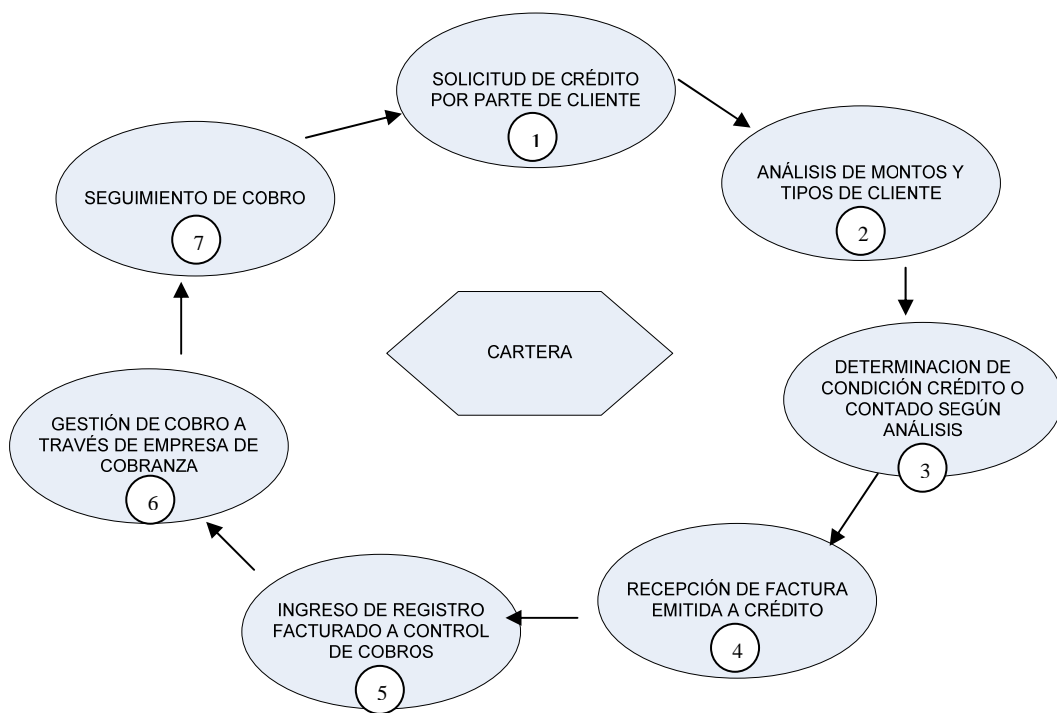 SOLICITUD DE CRÉDITO
POR PARTE DE CLIENTE
1
ANÁLISIS DE MONTOS Y
TIPOS DE CLIENTE
2
DETERMINACION DE
CONDICIÓN CRÉDITO O
CONTADO SEGÚN
ANÁLISIS
3
RECEPCIÓN DE FACTURA
EMITIDA A CRÉDITO
4
INGRESO DE REGISTRO
FACTURADO A CONTROL
DE COBROS
5
GESTIÓN DE COBRO A
TRAVÉS DE EMPRESA DE
COBRANZA
6
SEGUIMIENTO DE COBRO
7
CARTERA